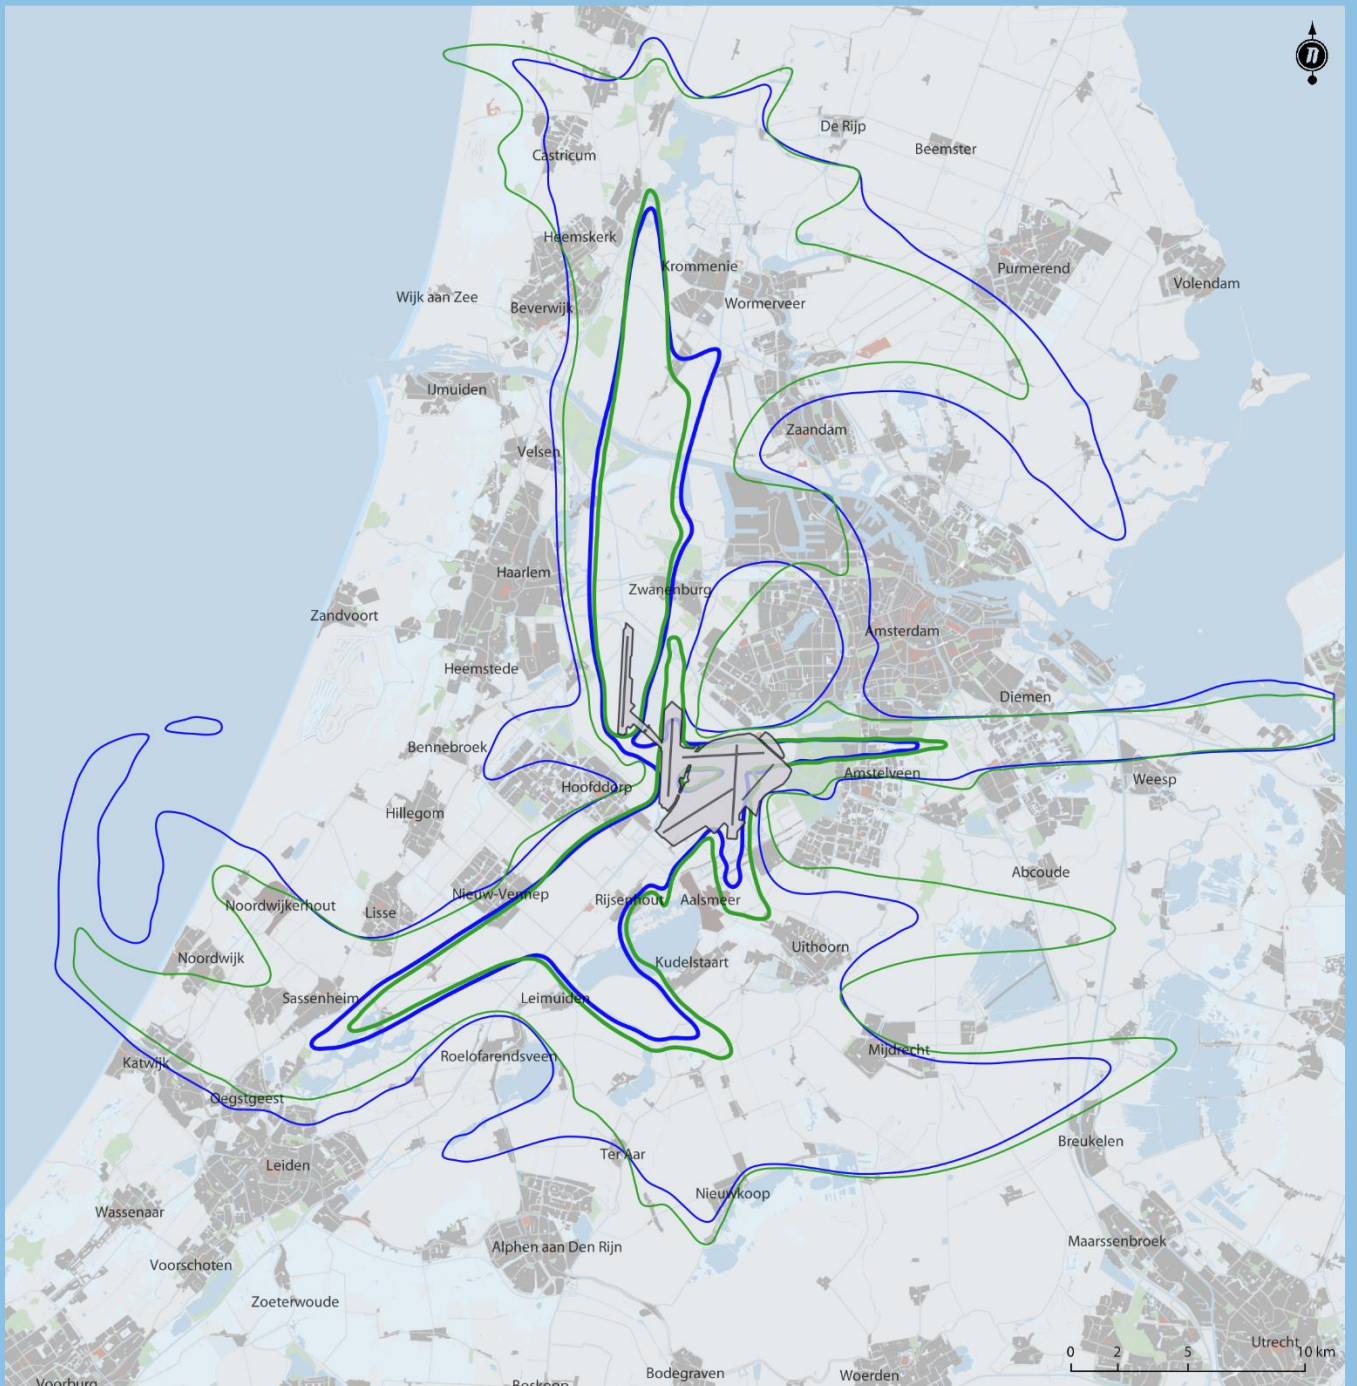 n
De Rijp
Beemster
Castricum
Heemskerk
Krommenie
Purmerend
Volendam
Wijk aan Zee
Beverwijk
Wormerveer
IJmuiden
Zaandam
Velsen
Haarlem
Zwanenburg
Zandvoort
Amsterdam
Heemstede
Diemen
Bennebroek
Amstelveen
Weesp
Hoofddorp
Hillegom
Abcoude
Nieuw-Vennep
Rijsenhout
Aalsmeer
Noordwijkerhout
Lisse
Uithoorn
Noordwijk
Kudelstaart
Sassenheim
Leimuiden
Mijdrecht
Roelofarendsveen
Katwijk
Oegstgeest
Breukelen
Ter Aar
Leiden
Nieuwkoop
Wassenaar
Maarssenbroek
Alphen aan Den Rijn
Voorschoten
Zoeterwoude
Utrecht
0 2 5 10 km
Bodegraven
Woerden
Voorburg
Boskoop